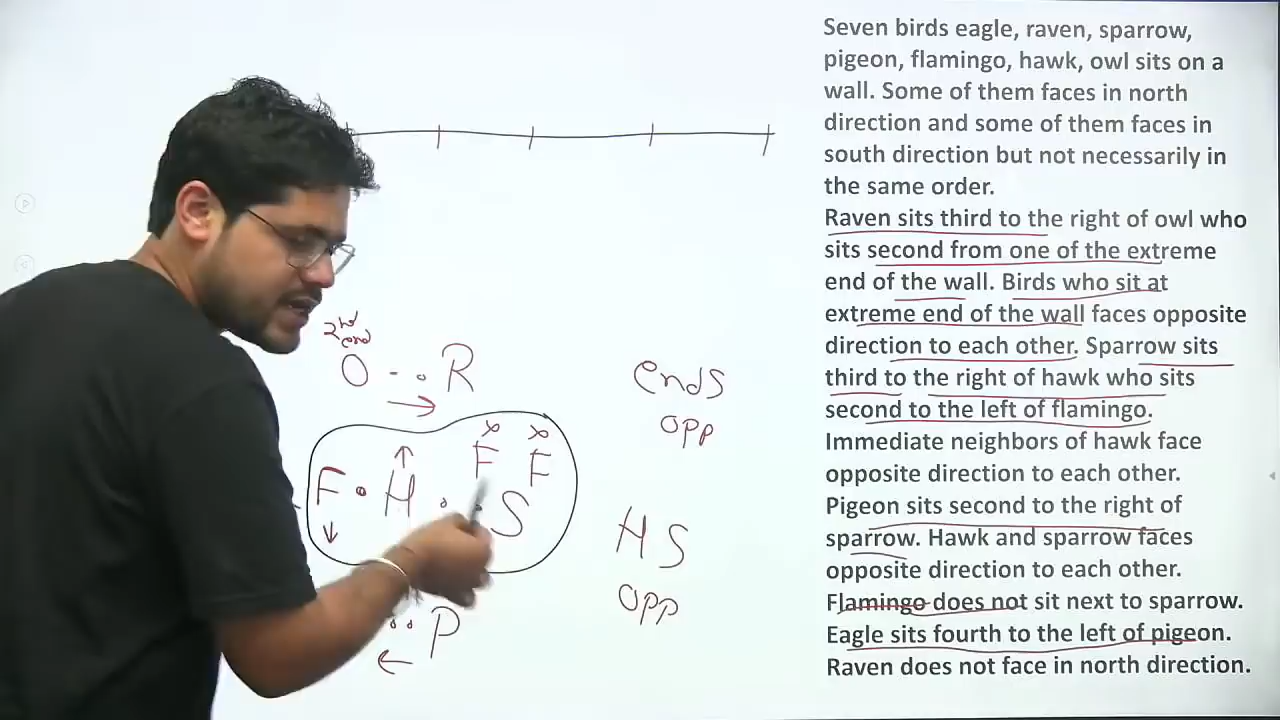 Seven birds eagle, raven, sparrow,
pigeon, flamingo, hawk, owl sits on a
wall. Some of them faces in north
direction and some of them faces in
south direction but not necessarily in
the same order.
Raven sits third to the right of owl who
sits second from one of the extreme
end of the wall. Birds who sit at
extreme end of the wall faces opposite
direction to each other. Sparrow sits
third to the right of hawk who sits
second to the left of flamingo.
Immediate neighbors of hawk face
opposite direction to each other.
Pigeon sits second to the right of
sparrow. Hawk and sparrow faces
opposite direction to each other.
Flamingo does not sit next to sparrow.
Eagle sits fourth to the left of pigeon.
Raven does not face in north direction.
2nd
end
O - . R
F . H . . S
F F
P
ends
opp
H S
opp